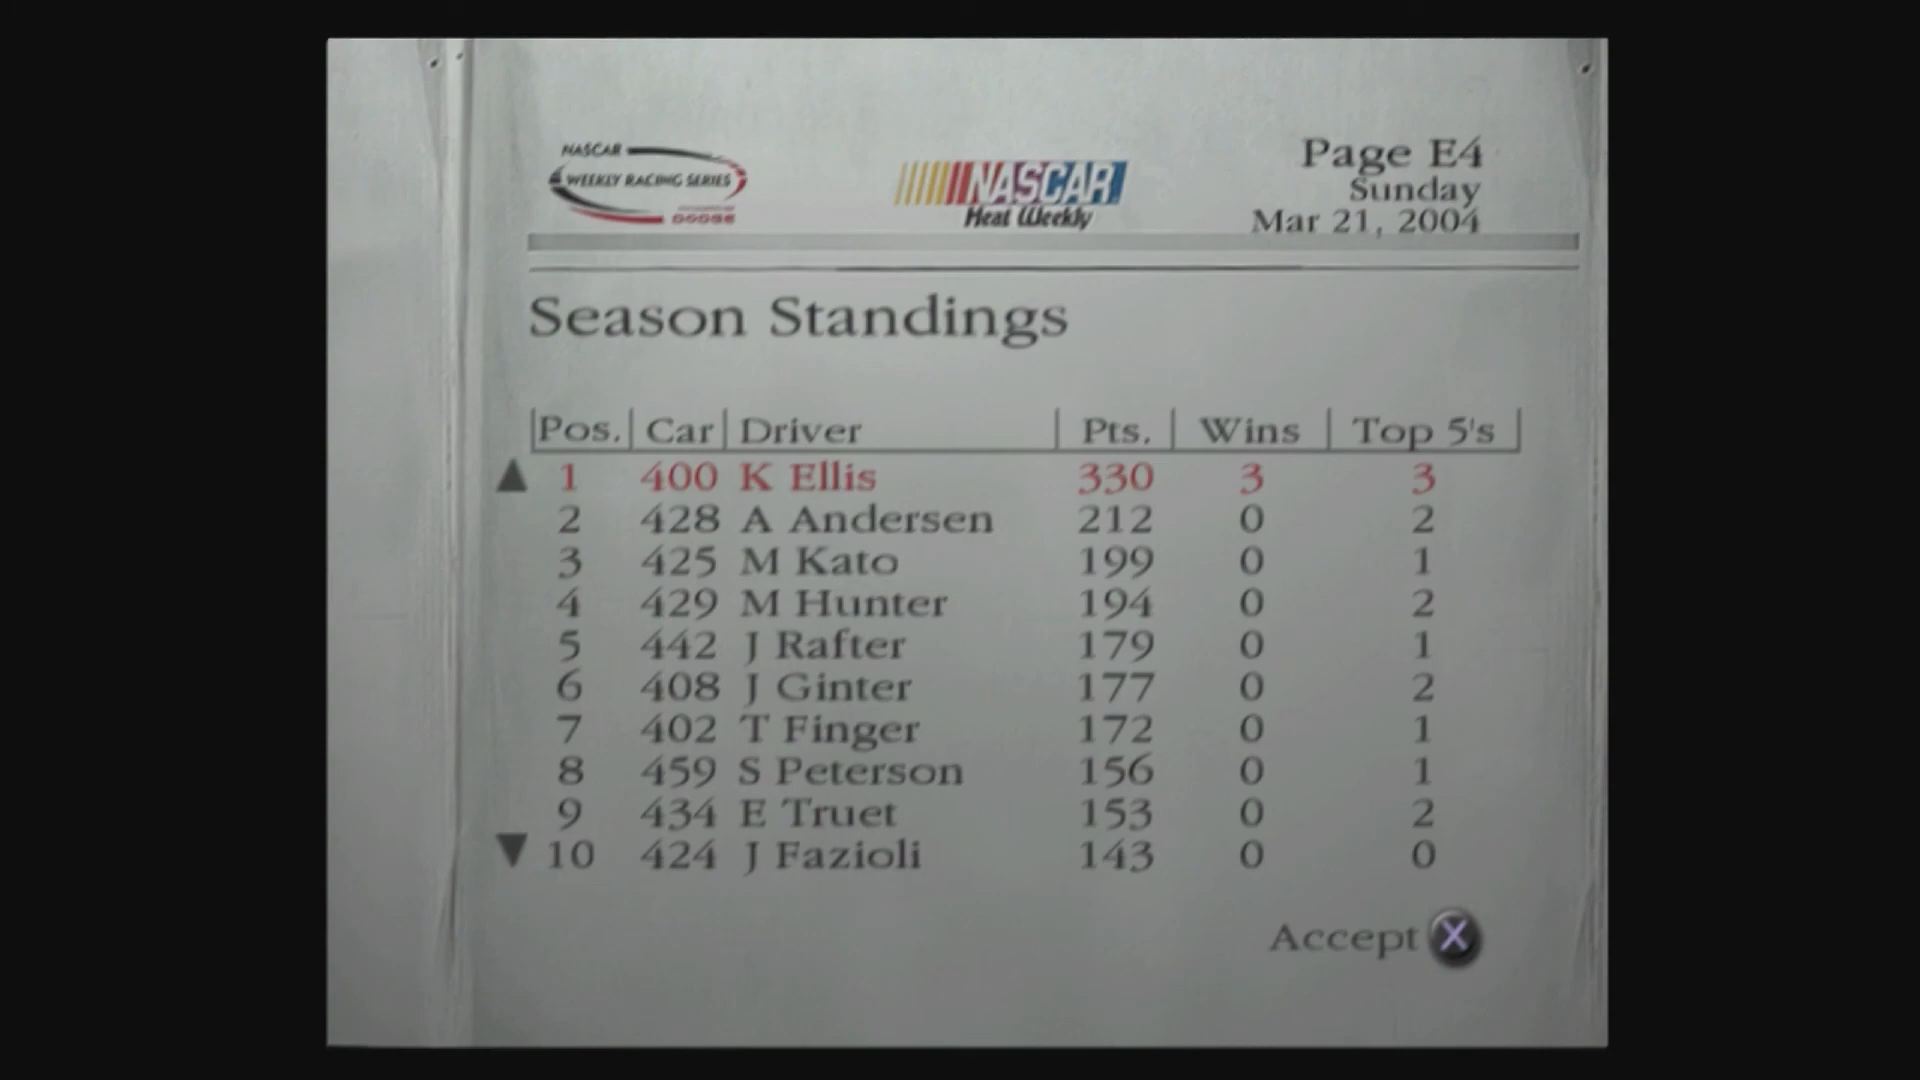 NASCAR
WEEKLY RACING SERIES
DODGE
NASCAR
Heat Weekly
Page E4
Sunday
Mar 21, 2004
Season Standings
Pos. Car Driver Pts. Wins Top 5's
1 400 K Ellis 330 3 3
2 428 A Andersen 212 0 2
3 425 M Kato 199 0 1
4 429 M Hunter 194 0 2
5 442 J Rafter 179 0 1
6 408 J Ginter 177 0 2
7 402 T Finger 172 0 1
8 459 S Peterson 156 0 1
9 434 E Truet 153 0 2
10 424 J Fazioli 143 0 0
Accept X